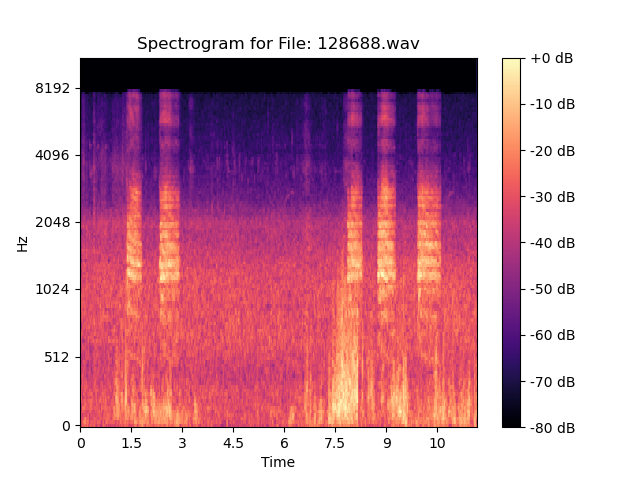 Spectrogram for File: 128688.wav
Hz
8192
4096
2048
1024
512
0
0 1.5 3 4.5 6 7.5 9 10
Time
+0 dB
-10 dB
-20 dB
-30 dB
-40 dB
-50 dB
-60 dB
-70 dB
-80 dB